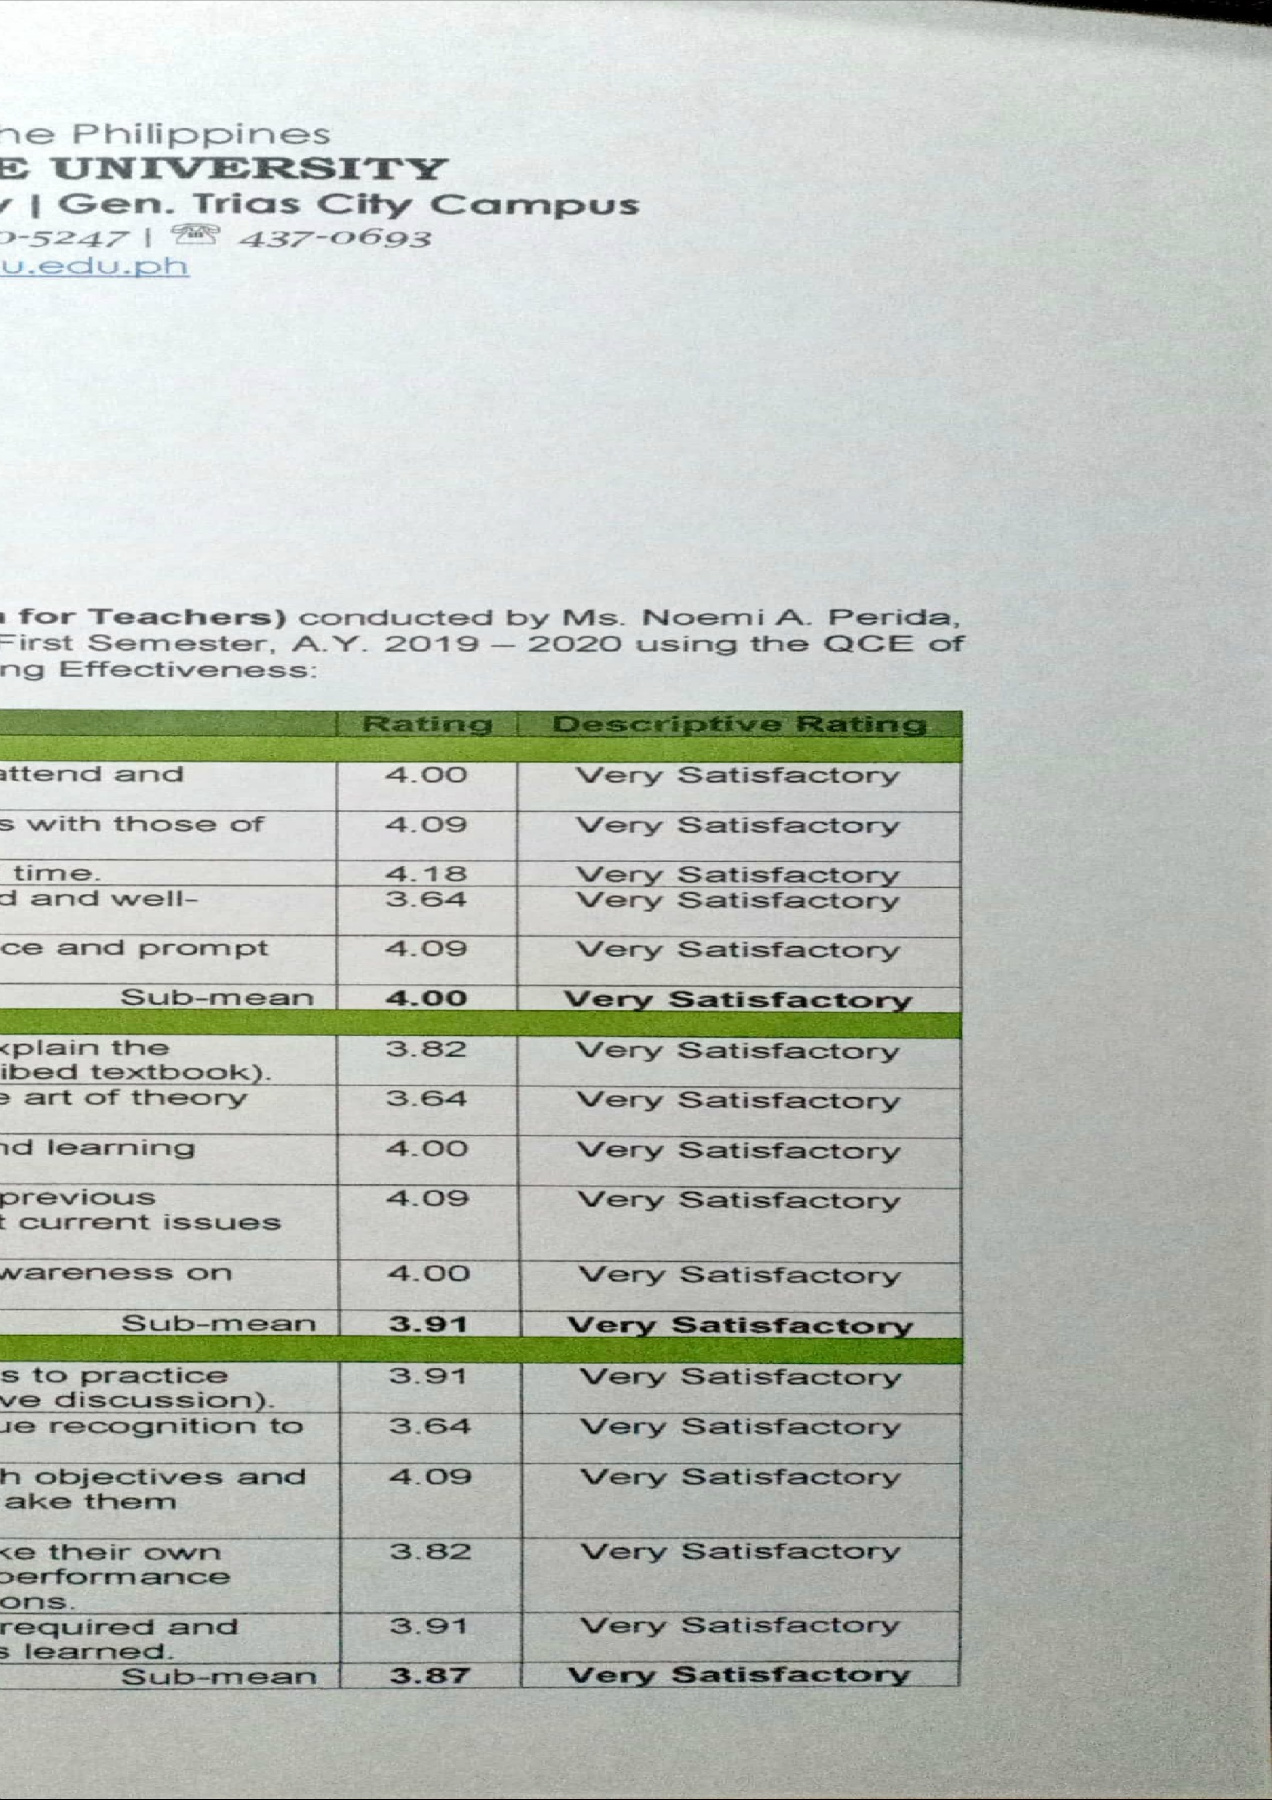 he Philippines
E UNIVERSITY
| Gen. Trias City Campus
0-5247 | ☏ 437-0693
u.edu.ph
for Teachers) conducted by Ms. Noemi A. Perida,
First Semester, A.Y. 2019 – 2020 using the QCE of
ng Effectiveness:
Rating Descriptive Rating
attend and 4.00 Very Satisfactory
s with those of 4.09 Very Satisfactory
time. 4.18 Very Satisfactory
d and well- 3.64 Very Satisfactory
ce and prompt 4.09 Very Satisfactory
Sub-mean 4.00 Very Satisfactory
xplain the 3.82 Very Satisfactory
ibed textbook).
e art of theory 3.64 Very Satisfactory
nd learning 4.00 Very Satisfactory
previous 4.09 Very Satisfactory
t current issues
wareness on 4.00 Very Satisfactory
Sub-mean 3.91 Very Satisfactory
s to practice 3.91 Very Satisfactory
ve discussion).
ue recognition to 3.64 Very Satisfactory
h objectives and 4.09 Very Satisfactory
ake them
ke their own 3.82 Very Satisfactory
performance
ons.
required and 3.91 Very Satisfactory
s learned.
Sub-mean 3.87 Very Satisfactory